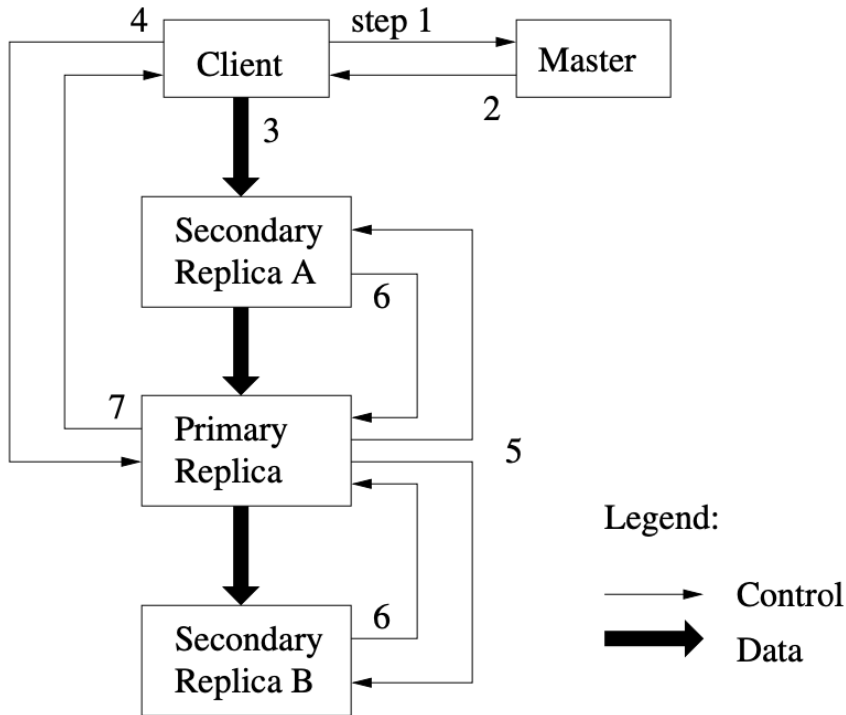 4
step 1
Client
Master
2
3
Secondary
Replica A
6
7
Primary
Replica
5
Legend:
Control
6
Secondary
Replica B
Data